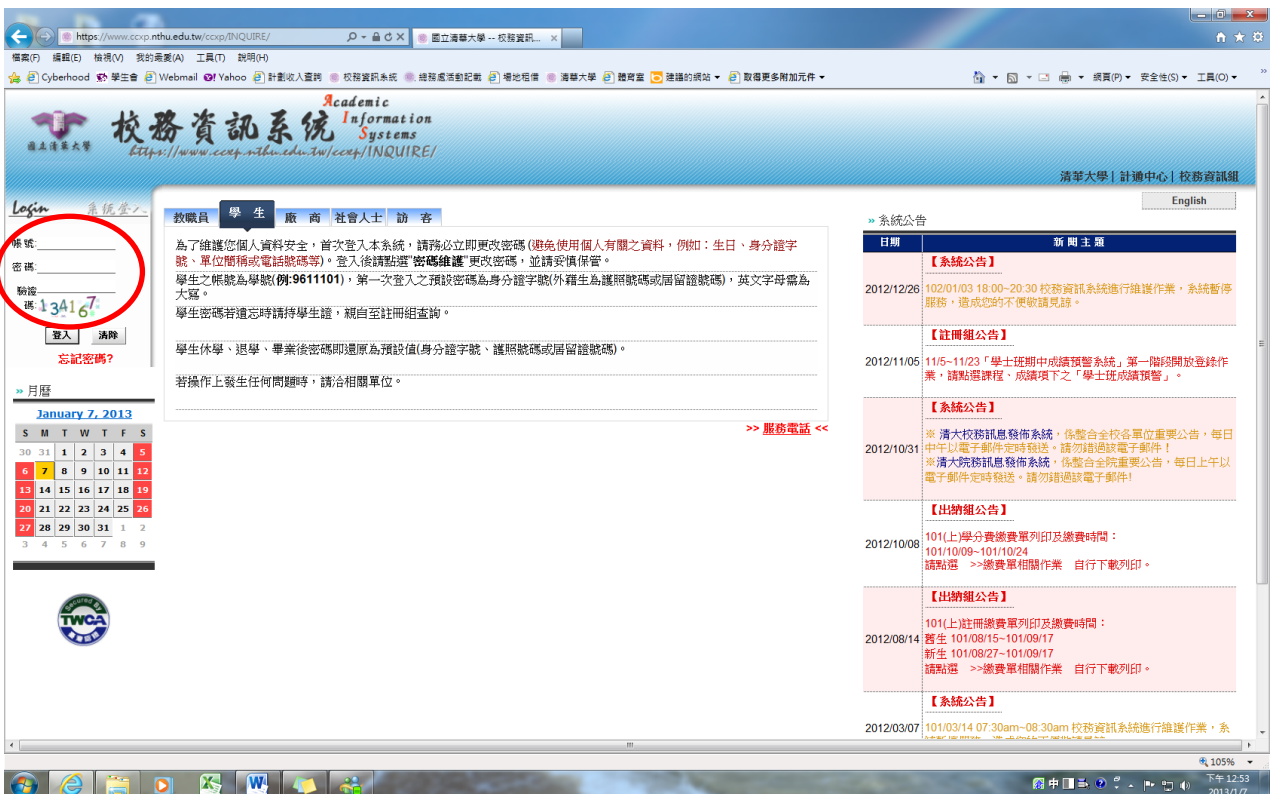 https://www.ccxp.nthu.edu.tw/ccxp/INQUIRE/
國立清華大學 -- 校務資訊...
檔案(F) 編輯(E) 檢視(V) 我的最愛(A) 工具(T) 說明(H)
Cyberhood 學生會 Webmail Yahoo 計劃收入查詢 校務資訊系統 總務處活動記載 場地租借 清華大學 體育室 建議的網站 取得更多附加元件
網頁(P) 安全性(S) 工具(O)
國立清華大學
校務資訊系統
Academic
Information
Systems
https://www.ccxp.nthu.edu.tw/ccxp/INQUIRE/
清華大學 | 計通中心 | 校務資訊組
English
Login 系統登入
帳號:
密碼:
驗證
碼: 134167
登入 清除
忘記密碼?
» 月曆
January 7, 2013
S M T W T F S
30 31 1 2 3 4 5
6 7 8 9 10 11 12
13 14 15 16 17 18 19
20 21 22 23 24 25 26
27 28 29 30 31 1 2
3 4 5 6 7 8 9
Secured By
TWCA
教職員 學 生 廠 商 社會人士 訪 客
為了維護您個人資料安全，首次登入本系統，請務必立即更改密碼(避免使用個人有關之資料，例如：生日、身分證字
號、單位簡稱或電話號碼等)。登入後請點選"密碼維護"更改密碼，並請妥慎保管。
學生之帳號為學號(例:9611101)，第一次登入之預設密碼為身分證字號(外籍生為護照號碼或居留證號碼)，英文字母需為
大寫。
學生密碼若遺忘時請持學生證，親自至註冊組查詢。
學生休學、退學、畢業後密碼即還原為預設值(身分證字號、護照號碼或居留證號碼)。
若操作上發生任何問題時，請洽相關單位。
>> 服務電話 <<
» 系統公告
日期 新聞主題
【系統公告】
2012/12/26 102/01/03 18:00~20:30 校務資訊系統進行維護作業，系統暫停
服務，造成您的不便敬請見諒。
【註冊組公告】
2012/11/05 11/5~11/23「學士班期中成績預警系統」第一階段開放登錄作
業，請點選課程、成績項下之「學士班成績預警」。
【系統公告】
※ 清大校務訊息發佈系統，係整合全校各單位重要公告，每日
2012/10/31 中午以電子郵件定時發送。請勿錯過該電子郵件！
※清大院務訊息發佈系統，係整合全院重要公告，每日上午以
電子郵件定時發送。請勿錯過該電子郵件!
【出納組公告】
101(上)學分費繳費單列印及繳費時間：
2012/10/08 101/10/09~101/10/24
請點選 >>繳費單相關作業 自行下載列印。
【出納組公告】
101(上)註冊繳費單列印及繳費時間：
2012/08/14 舊生 101/08/15~101/09/17
新生 101/08/27~101/09/17
請點選 >>繳費單相關作業 自行下載列印。
【系統公告】
2012/03/07 101/03/14 07:30am~08:30am 校務資訊系統進行維護作業，系
105%
中
下午 12:53
2013/1/7